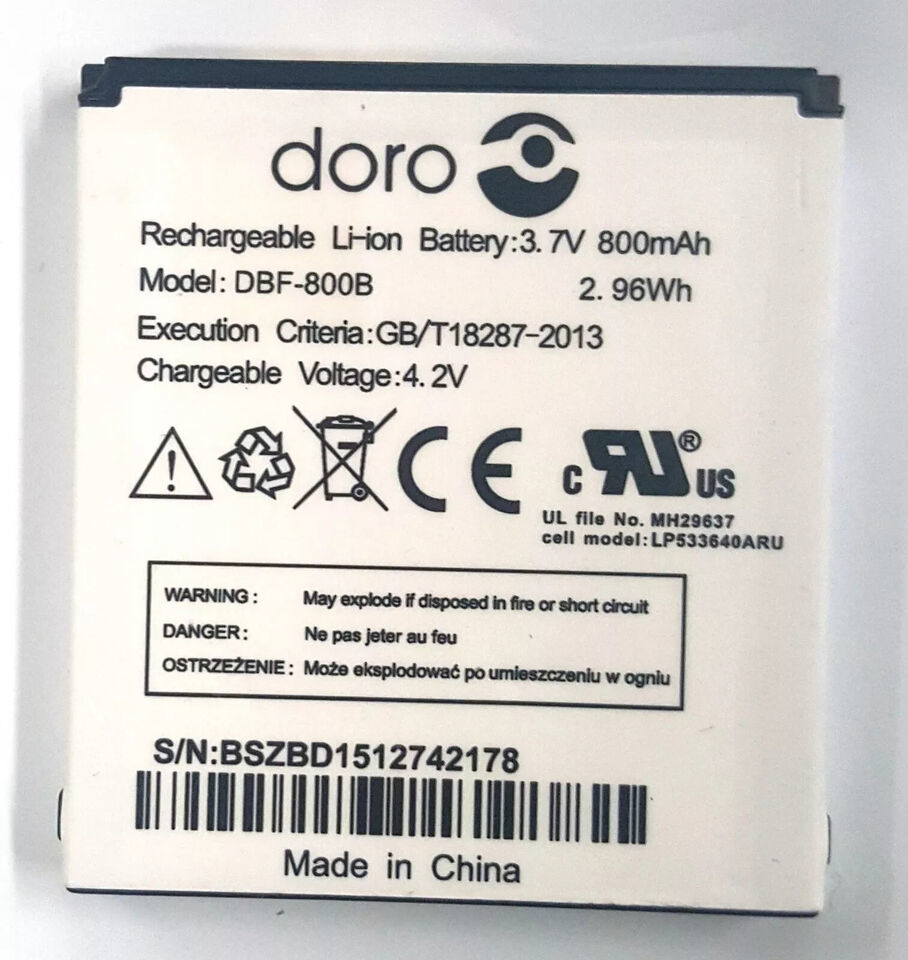 doro
Rechargeable Li-ion Battery:3.7V 800mAh
Model: DBF-800B 2.96Wh
Execution Criteria:GB/T18287-2013
Chargeable Voltage:4.2V
CE c RU® US
UL file No. MH29637
cell model:LP533640ARU
WARNING: May explode if disposed in fire or short circuit
DANGER: Ne pas jeter au feu
OSTRZEŻENIE: Może eksplodować po umieszczeniu w ogniu
S/N:BSZBD1512742178
Made in China